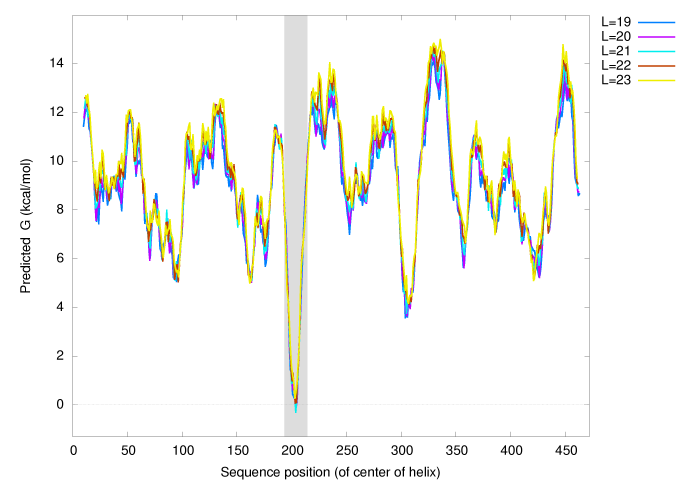 L=19
L=20
L=21
L=22
L=23
14
12
10
8
6
4
2
0
Predicted G (kcal/mol)
0 50 100 150 200 250 300 350 400 450
Sequence position (of center of helix)